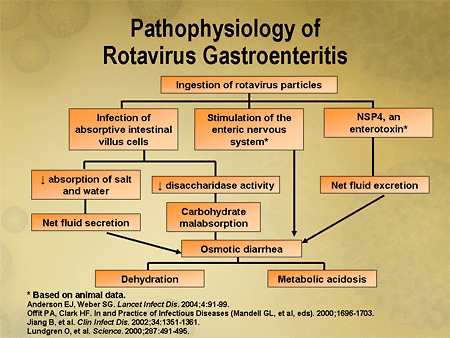 Pathophysiology of
Rotavirus Gastroenteritis
Ingestion of rotavirus particles
Infection of
absorptive intestinal
villus cells
Stimulation of the
enteric nervous
system*
NSP4, an
enterotoxin*
↓ absorption of salt
and water
↓ disaccharidase activity
Net fluid excretion
Net fluid secretion
Carbohydrate
malabsorption
Osmotic diarrhea
Dehydration
Metabolic acidosis
* Based on animal data.
Anderson EJ, Weber SG. Lancet Infect Dis. 2004;4:91-99.
Offit PA, Clark HF. In and Practice of Infectious Diseases (Mandell GL, et al, eds). 2000;1696-1703.
Jiang B, et al. Clin Infect Dis. 2002;34:1351-1361.
Lundgren O, et al. Science. 2000;287:491-495.